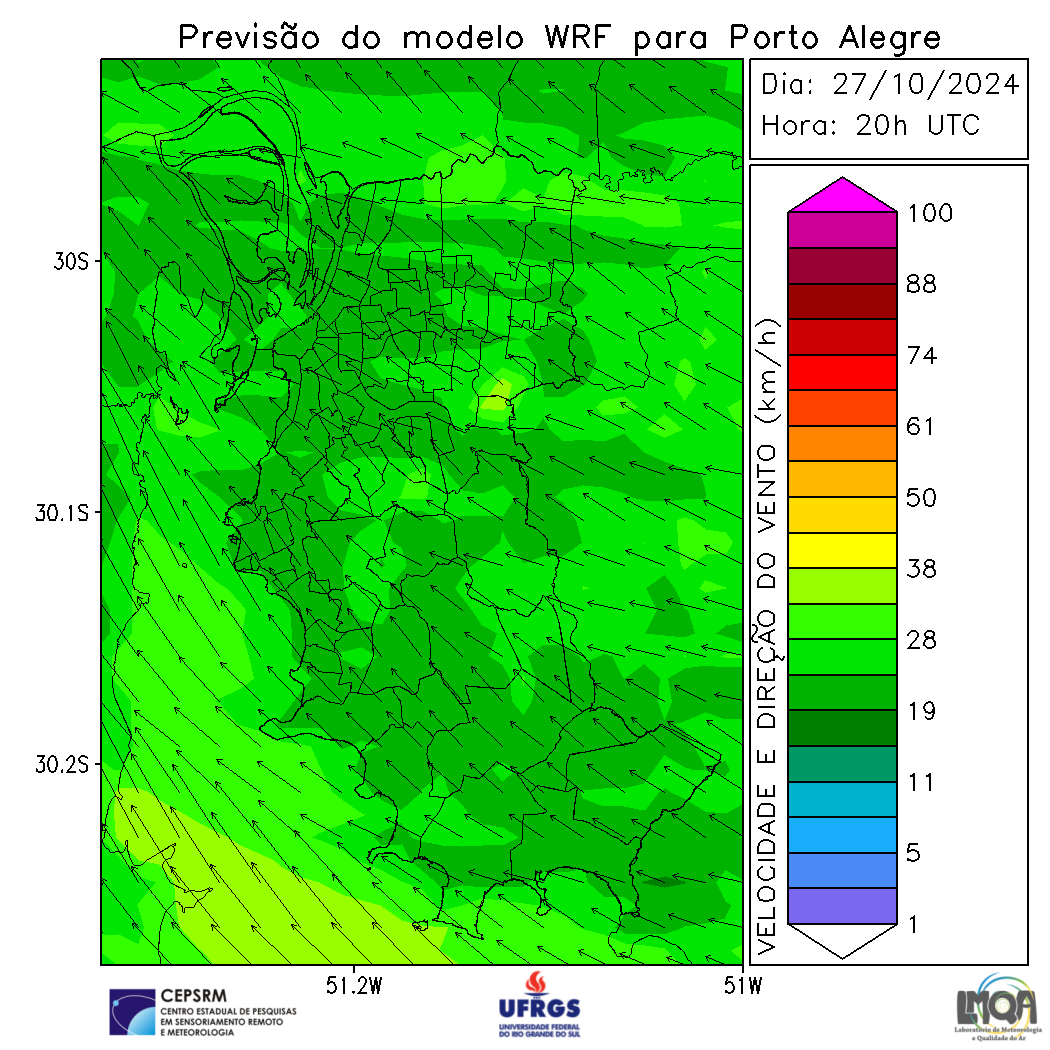 Previsão do modelo WRF para Porto Alegre
Dia: 27/10/2024
Hora: 20h UTC
30S
30.1S
30.2S
51.2W
51W
VELOCIDADE E DIREÇÃO DO VENTO (km/h)
100
88
74
61
50
38
28
19
11
5
1
CEPSRM
CENTRO ESTADUAL DE PESQUISAS
EM SENSORIAMENTO REMOTO
E METEOROLOGIA
UFRGS
UNIVERSIDADE FEDERAL
DO RIO GRANDE DO SUL
LMQA
Laboratório de Meteorologia
e Qualidade do Ar